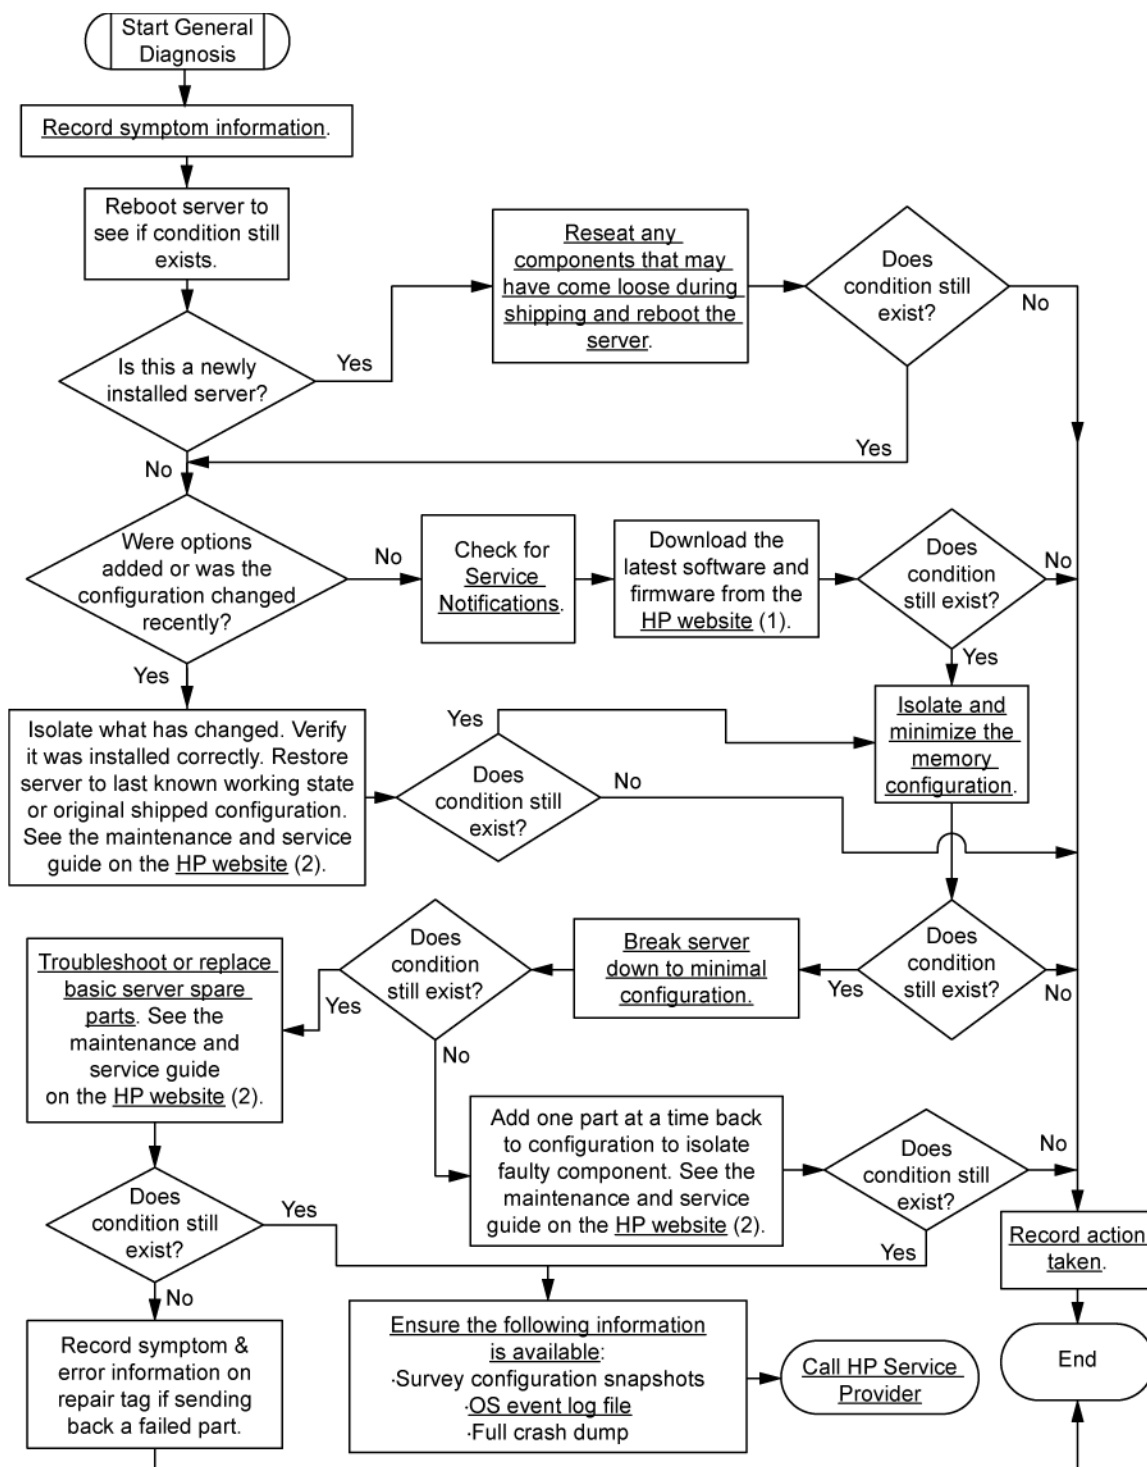 Start General
Diagnosis
Record symptom information.
Reboot server to
see if condition still
exists.
Is this a newly
installed server?
Yes
No
Reseat any
components that may
have come loose during
shipping and reboot the
server.
Does
condition still
exist?
No
Yes
Were options
added or was the
configuration changed
recently?
No
Yes
Check for
Service
Notifications.
Download the
latest software and
firmware from the
HP website (1).
Does
condition
still exist?
No
Yes
Isolate what has changed. Verify
it was installed correctly. Restore
server to last known working state
or original shipped configuration.
See the maintenance and service
guide on the HP website (2).
Yes
Does
condition still
exist?
No
Isolate and
minimize the
memory
configuration.
Does
condition
still exist?
No
Yes
Break server
down to minimal
configuration.
Does
condition
still exist?
Yes
No
Troubleshoot or replace
basic server spare
parts. See the
maintenance and
service guide
on the HP website (2).
Add one part at a time back
to configuration to isolate
faulty component. See the
maintenance and service
guide on the HP website (2).
Does
condition still
exist?
No
Yes
Does
condition still
exist?
Yes
No
Record action
taken.
Record symptom &
error information on
repair tag if sending
back a failed part.
Ensure the following information
is available:
·Survey configuration snapshots
·OS event log file
·Full crash dump
Call HP Service
Provider
End